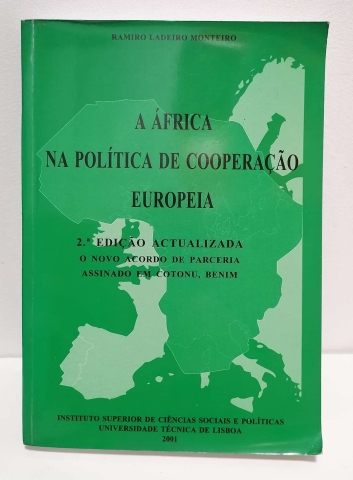 RAMIRO LADEIRO MONTEIRO
A ÁFRICA
NA POLÍTICA DE COOPERAÇÃO
EUROPEIA
2.ª EDIÇÃO ACTUALIZADA
O NOVO ACORDO DE PARCERIA
ASSINADO EM COTONU, BENIM
INSTITUTO SUPERIOR DE CIÊNCIAS SOCIAIS E POLÍTICAS
UNIVERSIDADE TÉCNICA DE LISBOA
2001